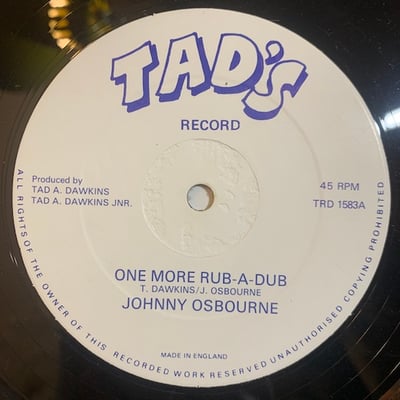 TAD'S
RECORD
Produced by
TAD A. DAWKINS
TAD A. DAWKINS JNR.
45 RPM
TRD 1583A
ONE MORE RUB-A-DUB
T. DAWKINS/J. OSBOURNE
JOHNNY OSBOURNE
MADE IN ENGLAND
ALL RIGHTS OF THE OWNER OF THIS RECORDED WORK RESERVED UNAUTHORISED COPYING PROHIBITED